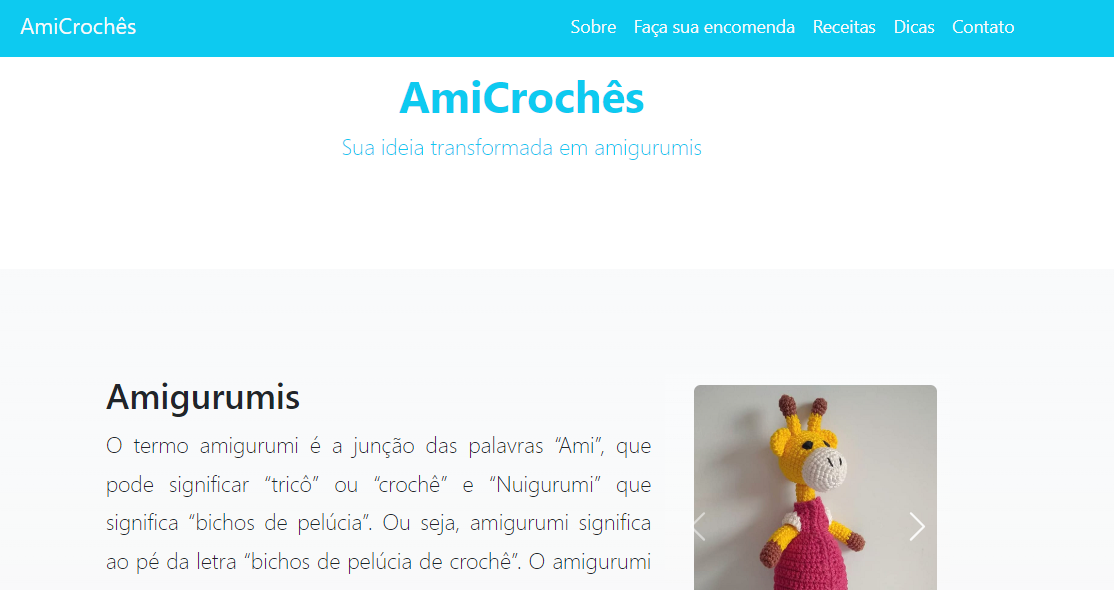 AmiCrochês
Sobre Faça sua encomenda Receitas Dicas Contato
AmiCrochês
Sua ideia transformada em amigurumis
Amigurumis
O termo amigurumi é a junção das palavras “Ami”, que
pode significar “tricô” ou “crochê” e “Nuigurumi” que
significa “bichos de pelúcia”. Ou seja, amigurumi significa
ao pé da letra “bichos de pelúcia de crochê”. O amigurumi